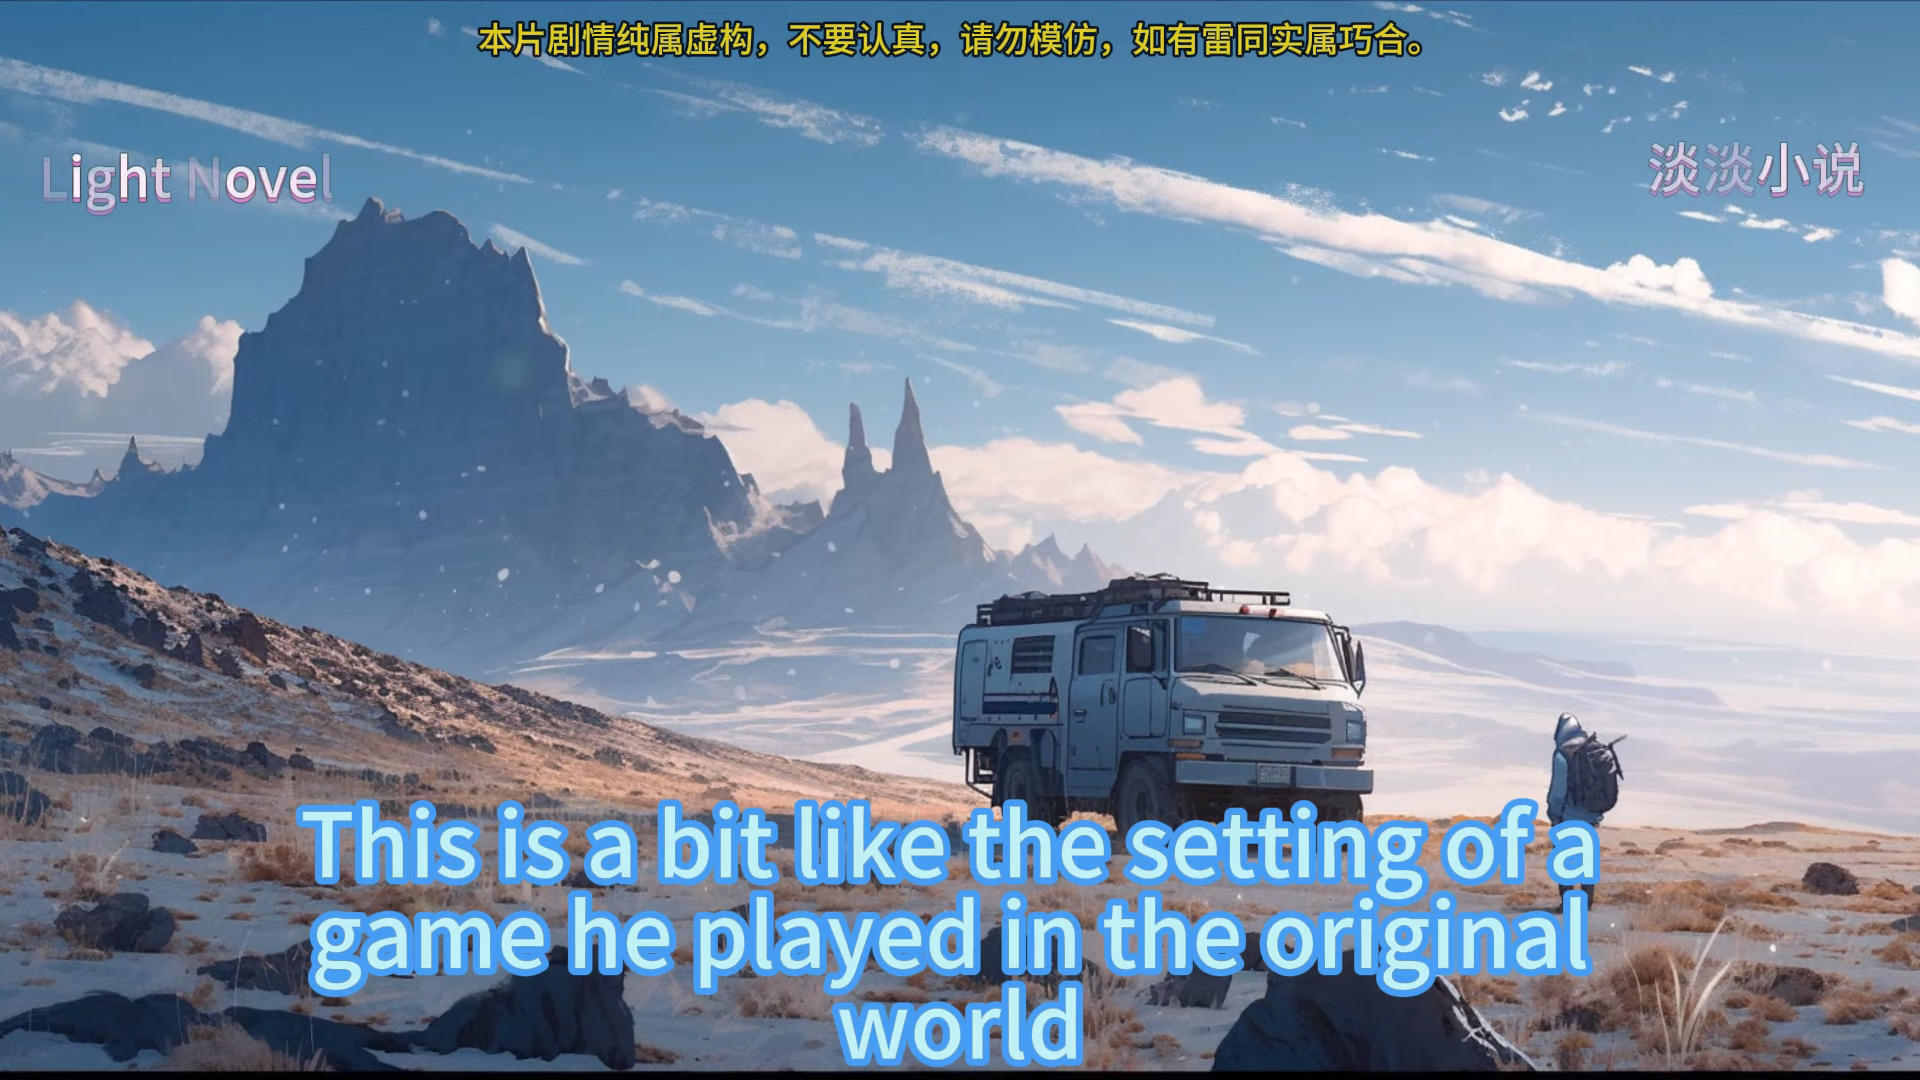 本片剧情纯属虚构，不要认真，请勿模仿，如有雷同实属巧合。
Light Novel
淡淡小说
This is a bit like the setting of a
game he played in the original
world